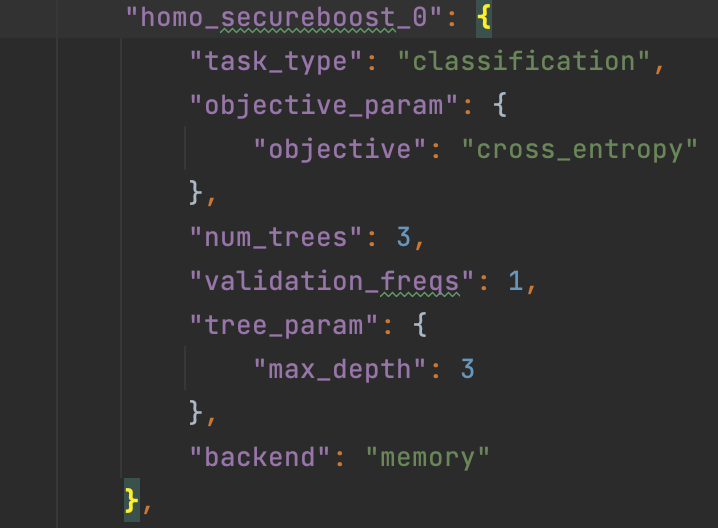 "homo_secureboost_0": {
"task_type": "classification",
"objective_param": {
"objective": "cross_entropy"
},
"num_trees": 3,
"validation_freqs": 1,
"tree_param": {
"max_depth": 3
},
"backend": "memory"
},